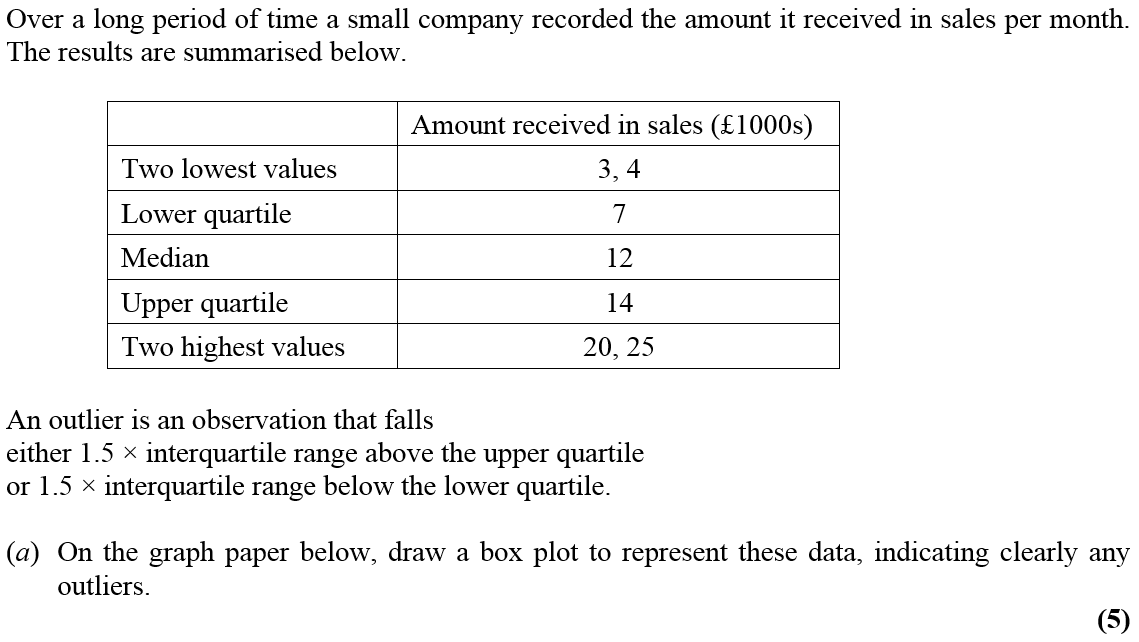 Over a long period of time a small company recorded the amount it received in sales per month.
The results are summarised below.
Amount received in sales (£1000s)
Two lowest values 3, 4
Lower quartile 7
Median 12
Upper quartile 14
Two highest values 20, 25
An outlier is an observation that falls
either 1.5 × interquartile range above the upper quartile
or 1.5 × interquartile range below the lower quartile.
(a) On the graph paper below, draw a box plot to represent these data, indicating clearly any
outliers.
(5)